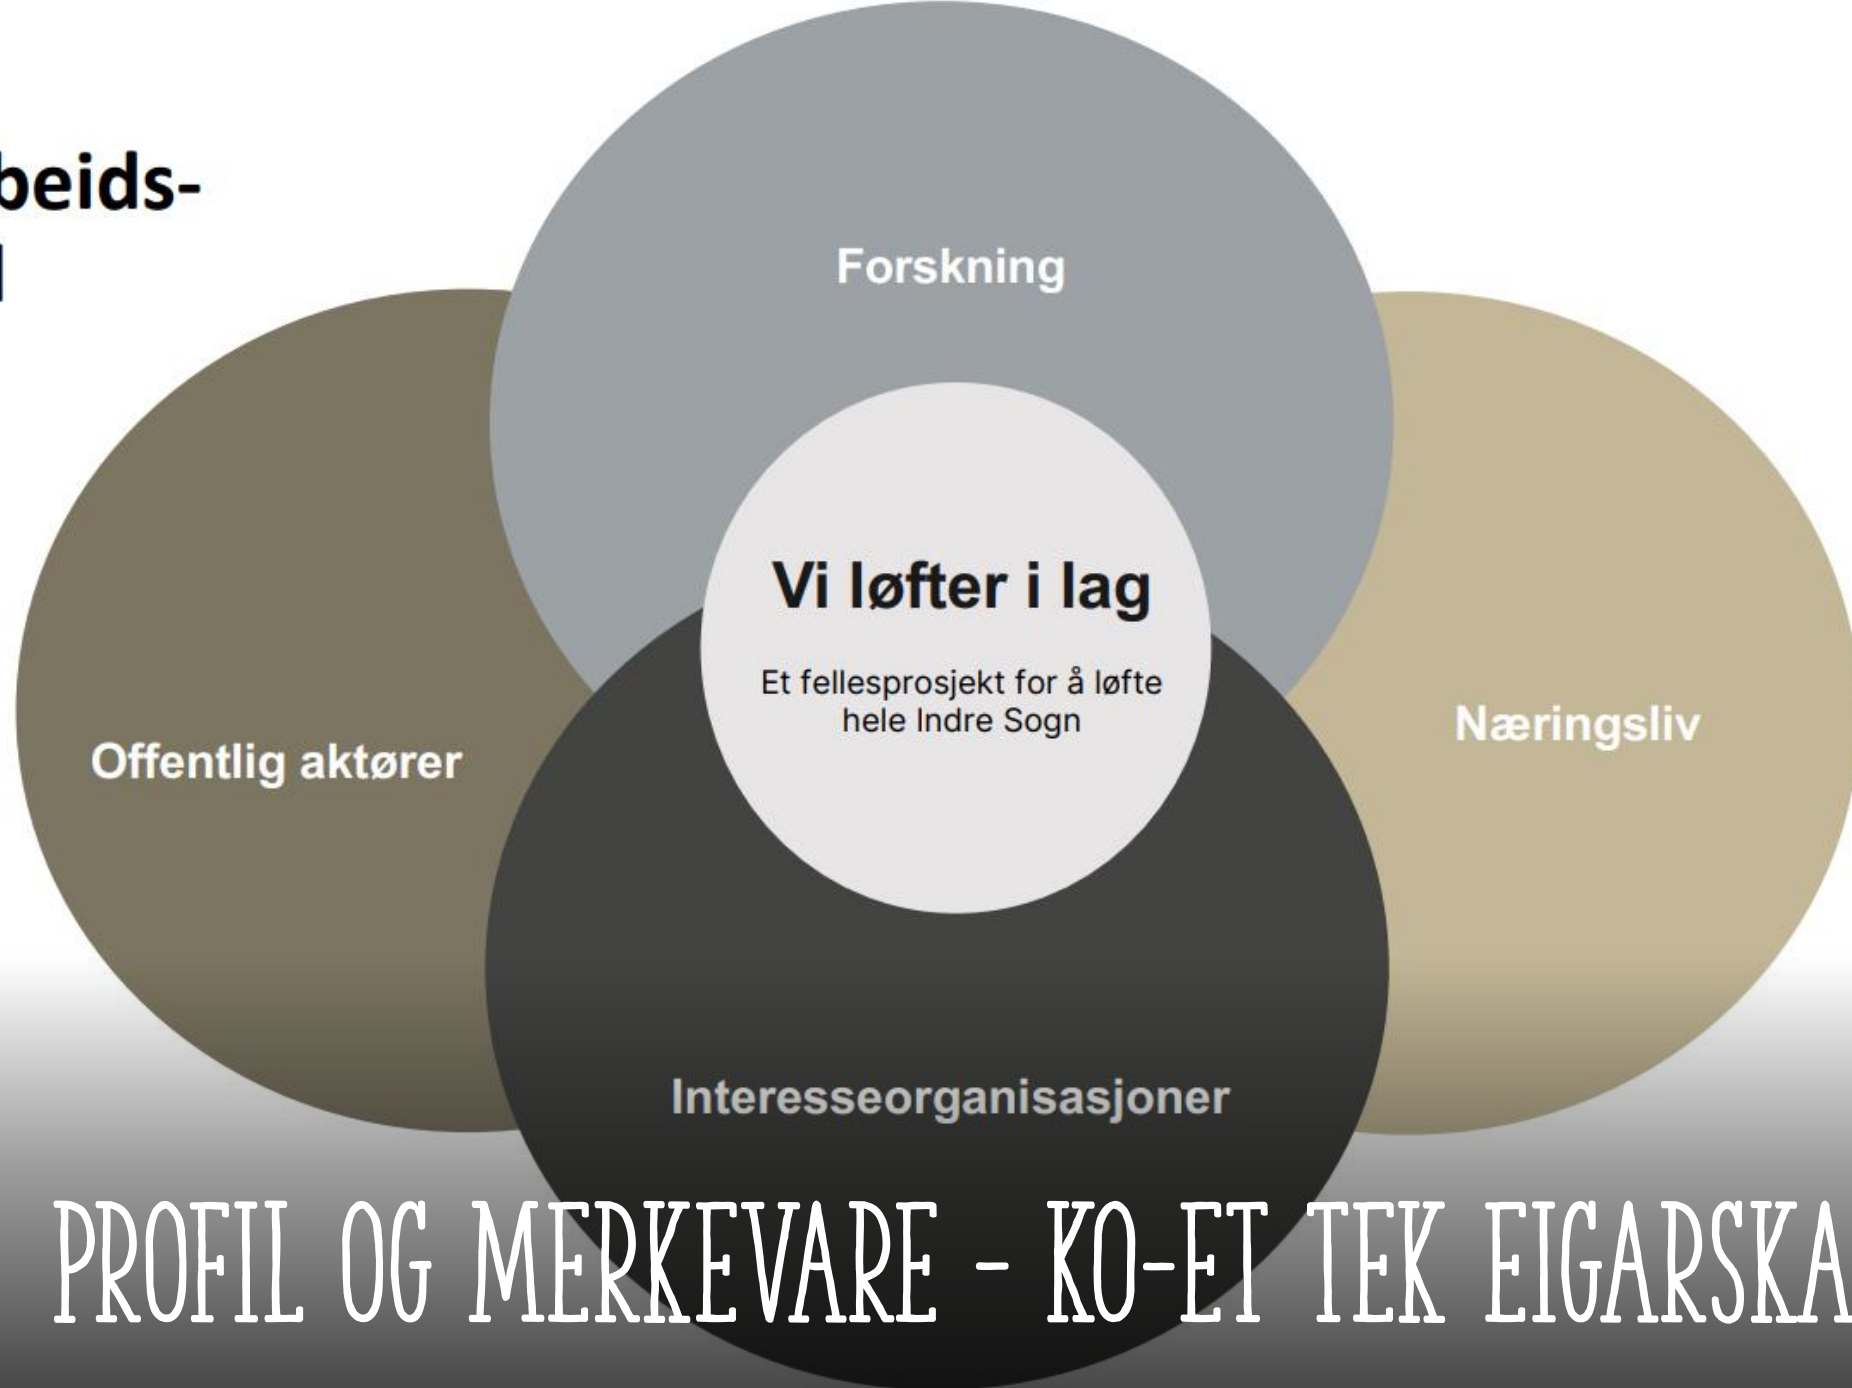 beids-
Forskning
Vi løfter i lag
Et fellesprosjekt for å løfte
hele Indre Sogn
Næringsliv
Offentlig aktører
Interesseorganisasjoner
PROFIL OG MERKEVARE - KO-ET TEK EIGARSKA